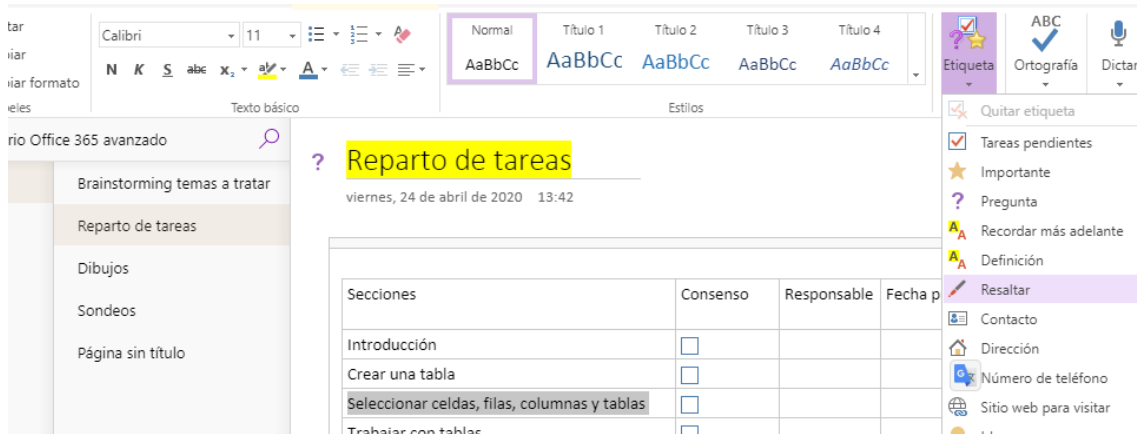 tar
Calibri
11
Normal
Título 1
Título 2
Título 3
Título 4
ABC
iar
N K S abc x₂ A
AaBbCc
AaBbCc
AaBbCc
AaBbCc
AaBbCc
Etiqueta
Ortografía
Dictar
iar formato
eles
Texto básico
Estilos
Quitar etiqueta
rio Office 365 avanzado
Tareas pendientes
? Reparto de tareas
Importante
Brainstorming temas a tratar
viernes, 24 de abril de 2020 13:42
? Pregunta
Reparto de tareas
Recordar más adelante
Dibujos
Definición
Secciones
Consenso
Responsable
Fecha p
Resaltar
Sondeos
Contacto
Página sin título
Introducción
Dirección
Crear una tabla
Número de teléfono
Seleccionar celdas, filas, columnas y tablas
Sitio web para visitar
Trabajar con tablas